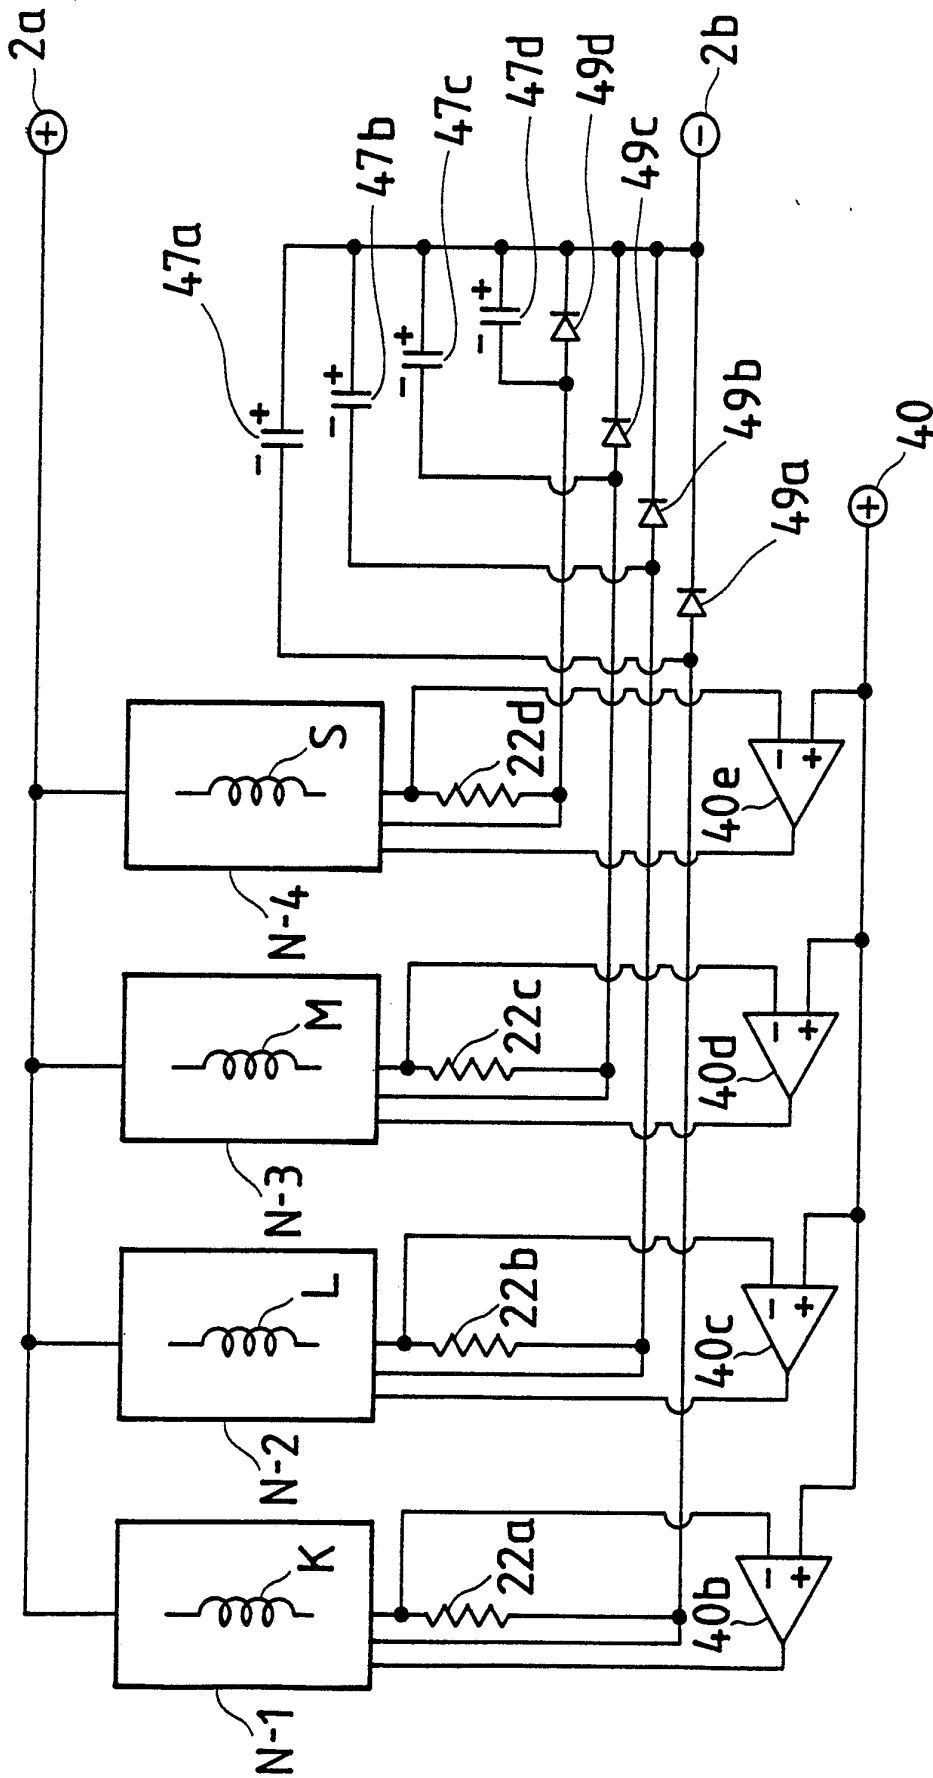 2a
+
47a
47b
47c
47d
49d
49c
2b
-
- +
- +
- +
- +
49b
49a
40
+
S
22d
N-4
40e
- +
M
22c
N-3
40d
- +
L
22b
N-2
40c
- +
K
22a
N-1
40b
- +